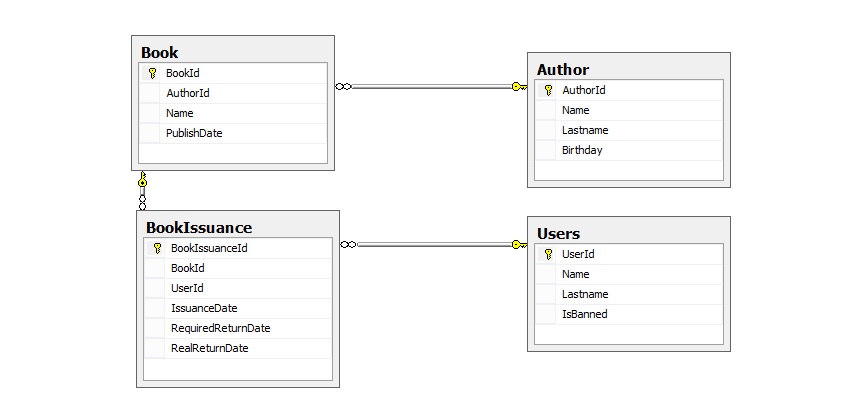 Book
BookId
AuthorId
Name
PublishDate
Author
AuthorId
Name
Lastname
Birthday
BookIssuance
BookIssuanceId
BookId
UserId
IssuanceDate
RequiredReturnDate
RealReturnDate
Users
UserId
Name
Lastname
IsBanned